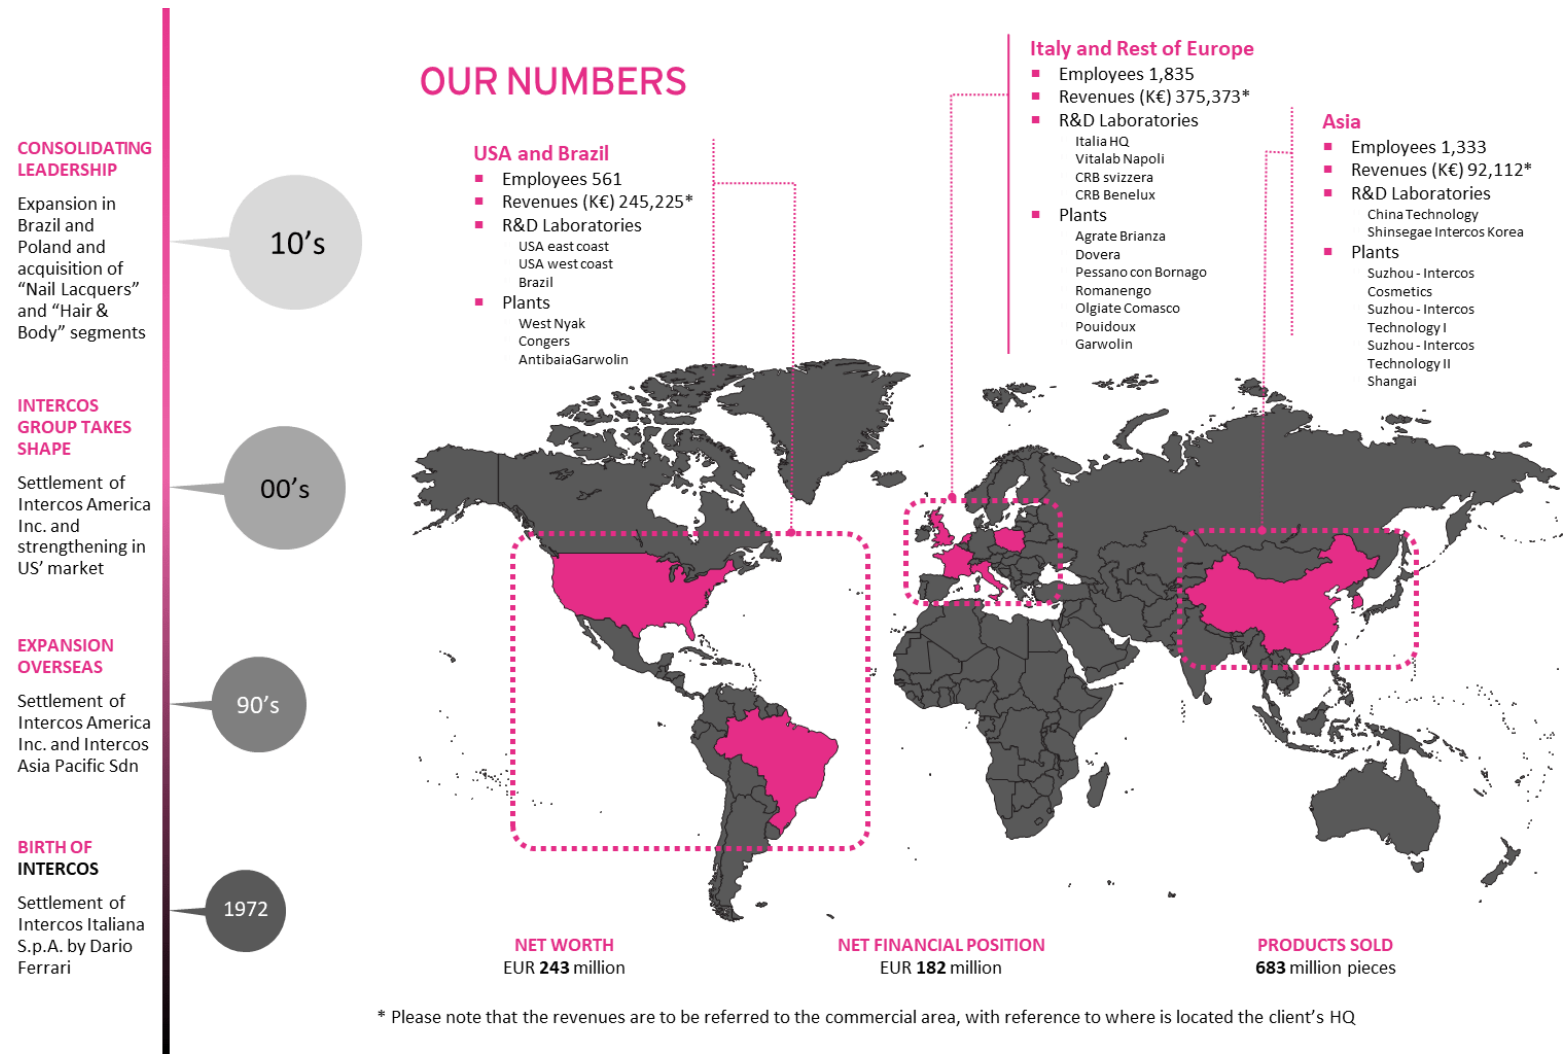 OUR NUMBERS
CONSOLIDATING
LEADERSHIP
Expansion in
Brazil and
Poland and
acquisition of
“Nail Lacquers”
and “Hair &
Body” segments
10’s
INTERCOS
GROUP TAKES
SHAPE
Settlement of
Intercos America
Inc. and
strengthening in
US’ market
00’s
EXPANSION
OVERSEAS
Settlement of
Intercos America
Inc. and Intercos
Asia Pacific Sdn
90’s
BIRTH OF
INTERCOS
Settlement of
Intercos Italiana
S.p.A. by Dario
Ferrari
1972
USA and Brazil
Employees 561
Revenues (K€) 245,225*
R&D Laboratories
USA east coast
USA west coast
Brazil
Plants
West Nyak
Congers
AntibaiaGarwolin
Italy and Rest of Europe
Employees 1,835
Revenues (K€) 375,373*
R&D Laboratories
Italia HQ
Vitalab Napoli
CRB svizzera
CRB Benelux
Plants
Agrate Brianza
Dovera
Pessano con Bornago
Romanengo
Olgiate Comasco
Pouidoux
Garwolin
Asia
Employees 1,333
Revenues (K€) 92,112*
R&D Laboratories
China Technology
Shinsegae Intercos Korea
Plants
Suzhou - Intercos
Cosmetics
Suzhou - Intercos
Technology I
Suzhou - Intercos
Technology II
Shangai
NET WORTH
EUR 243 million
NET FINANCIAL POSITION
EUR 182 million
PRODUCTS SOLD
683 million pieces
* Please note that the revenues are to be referred to the commercial area, with reference to where is located the client’s HQ